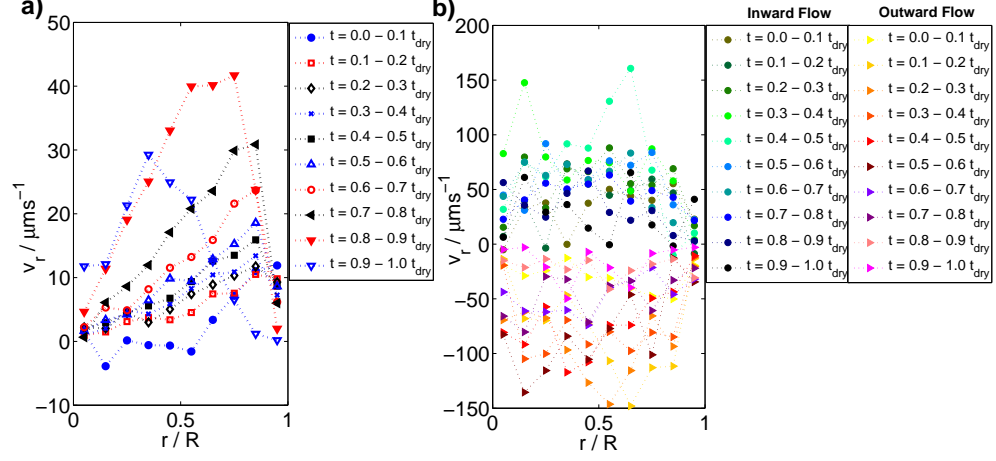 a)
50
40
30
20
10
0
−10
0
0.5
1
v_r / μms⁻¹
r / R
t = 0.0 − 0.1 t_dry
t = 0.1 − 0.2 t_dry
t = 0.2 − 0.3 t_dry
t = 0.3 − 0.4 t_dry
t = 0.4 − 0.5 t_dry
t = 0.5 − 0.6 t_dry
t = 0.6 − 0.7 t_dry
t = 0.7 − 0.8 t_dry
t = 0.8 − 0.9 t_dry
t = 0.9 − 1.0 t_dry
b)
200
150
100
50
0
−50
−100
−150
0
0.5
1
v_r / μms⁻¹
r / R
Inward Flow
t = 0.0 − 0.1 t_dry
t = 0.1 − 0.2 t_dry
t = 0.2 − 0.3 t_dry
t = 0.3 − 0.4 t_dry
t = 0.4 − 0.5 t_dry
t = 0.5 − 0.6 t_dry
t = 0.6 − 0.7 t_dry
t = 0.7 − 0.8 t_dry
t = 0.8 − 0.9 t_dry
t = 0.9 − 1.0 t_dry
Outward Flow
t = 0.0 − 0.1 t_dry
t = 0.1 − 0.2 t_dry
t = 0.2 − 0.3 t_dry
t = 0.3 − 0.4 t_dry
t = 0.4 − 0.5 t_dry
t = 0.5 − 0.6 t_dry
t = 0.6 − 0.7 t_dry
t = 0.7 − 0.8 t_dry
t = 0.8 − 0.9 t_dry
t = 0.9 − 1.0 t_dry